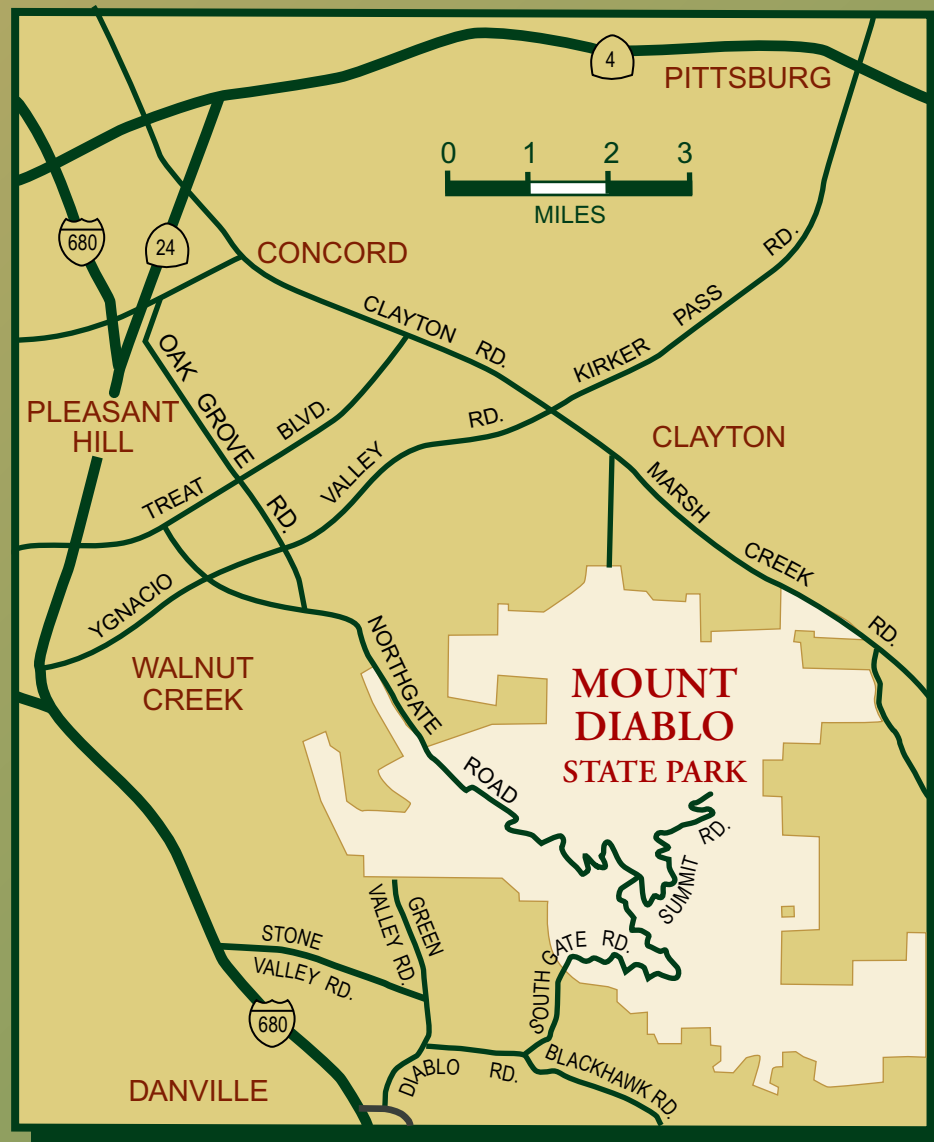 4
PITTSBURG
0 1 2 3
MILES
680
24
CONCORD
RD.
PASS
KIRKER
CLAYTON RD.
OAK GROVE RD.
PLEASANT
HILL
TREAT BLVD.
YGNACIO VALLEY RD.
CLAYTON
MARSH CREEK RD.
WALNUT
CREEK
NORTHGATE ROAD
MOUNT
DIABLO
STATE PARK
SUMMIT RD.
GREEN
VALLEY RD.
STONE
VALLEY RD.
SOUTH GATE RD.
680
DIABLO RD.
BLACKHAWK RD.
DANVILLE